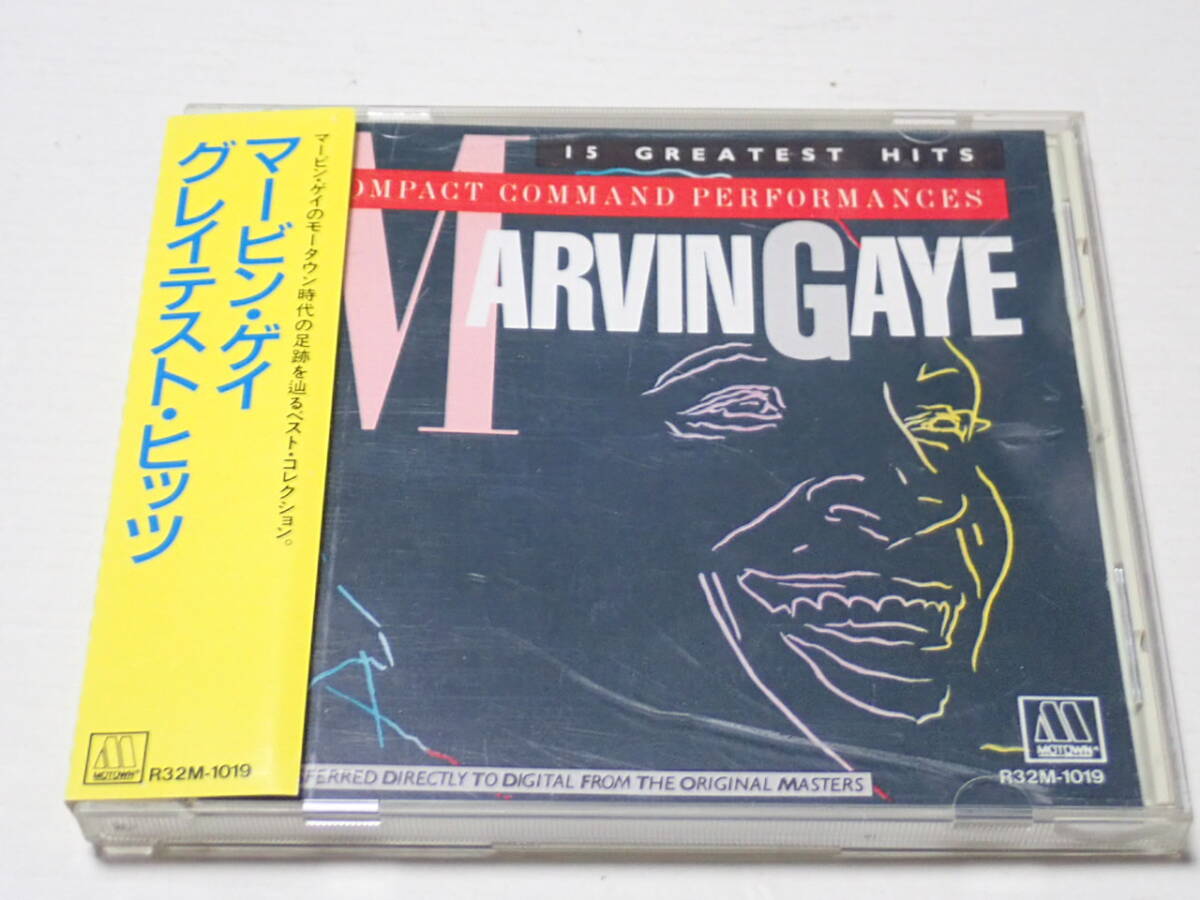 マービン・ゲイのモータウン時代の足跡を辿るベスト・コレクション。
マービン・ゲイ
グレイテスト・ヒッツ
MOTOWN
R32M-1019
15 GREATEST HITS
OMPACT COMMAND PERFORMANCES
MARVIN GAYE
FERRED DIRECTLY TO DIGITAL FROM THE ORIGINAL MASTERS
MOTOWN
R32M-1019